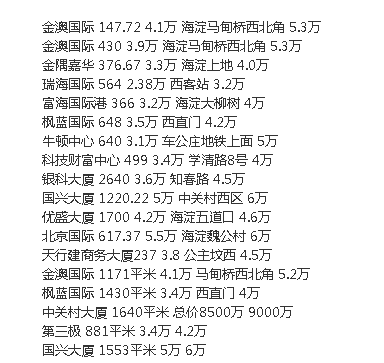 金澳国际 147.72 4.1万 海淀马甸桥西北角 5.3万
金澳国际 430 3.9万 海淀马甸桥西北角 5.3万
金隅嘉华 376.67 3.3万 海淀上地 4.0万
瑞海国际 564 2.38万 西客站 3.2万
富海国际港 366 3.2万 海淀大柳树 4万
枫蓝国际 648 3.5万 西直门 4.2万
牛顿中心 640 3.1万 车公庄地铁上面 5万
科技财富中心 499 3.4万 学清路8号 4万
银科大厦 2640 3.6万 知春路 4.5万
国兴大厦 1220.22 5万 中关村西区 6万
优盛大厦 1700 4.2万 海淀五道口 4.6万
北京国际 617.37 5.5万 海淀魏公村 6万
天行建商务大厦237 3.8 公主坟西 4.5万
金澳国际 1171平米 4.1万 马甸桥西北角 5.2万
枫蓝国际 1430平米 3.4万 西直门 4万
中关村大厦 1640平米 总价8500万 9000万
第三极 881平米 3.4万 4.2万
国兴大厦 1553平米 5万 6万